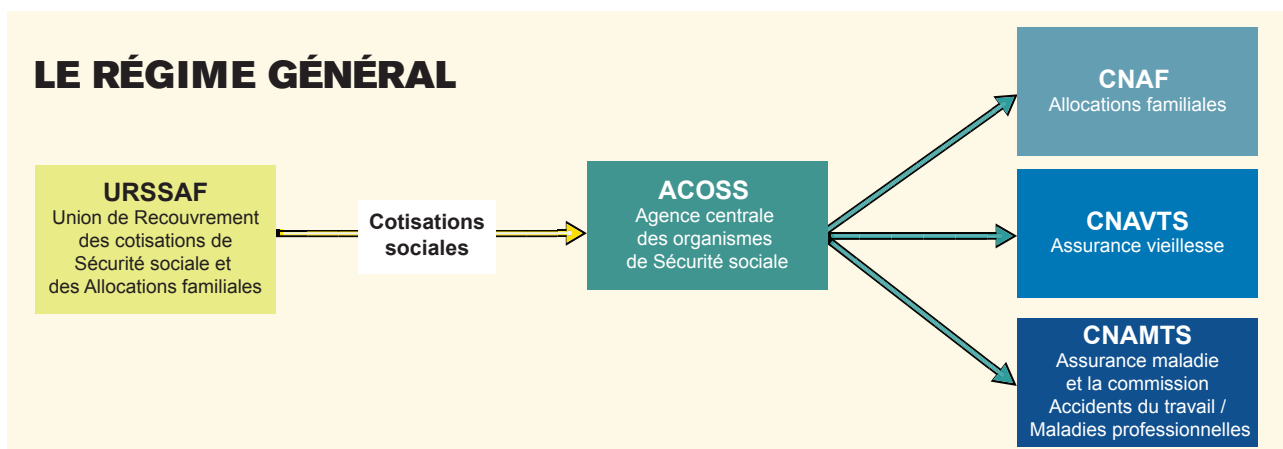 LE RÉGIME GÉNÉRAL
URSSAF
Union de Recouvrement
des cotisations de
Sécurité sociale et
des Allocations familiales
Cotisations
sociales
ACOSS
Agence centrale
des organismes
de Sécurité sociale
CNAF
Allocations familiales
CNAVTS
Assurance vieillesse
CNAMTS
Assurance maladie
et la commission
Accidents du travail /
Maladies professionnelles